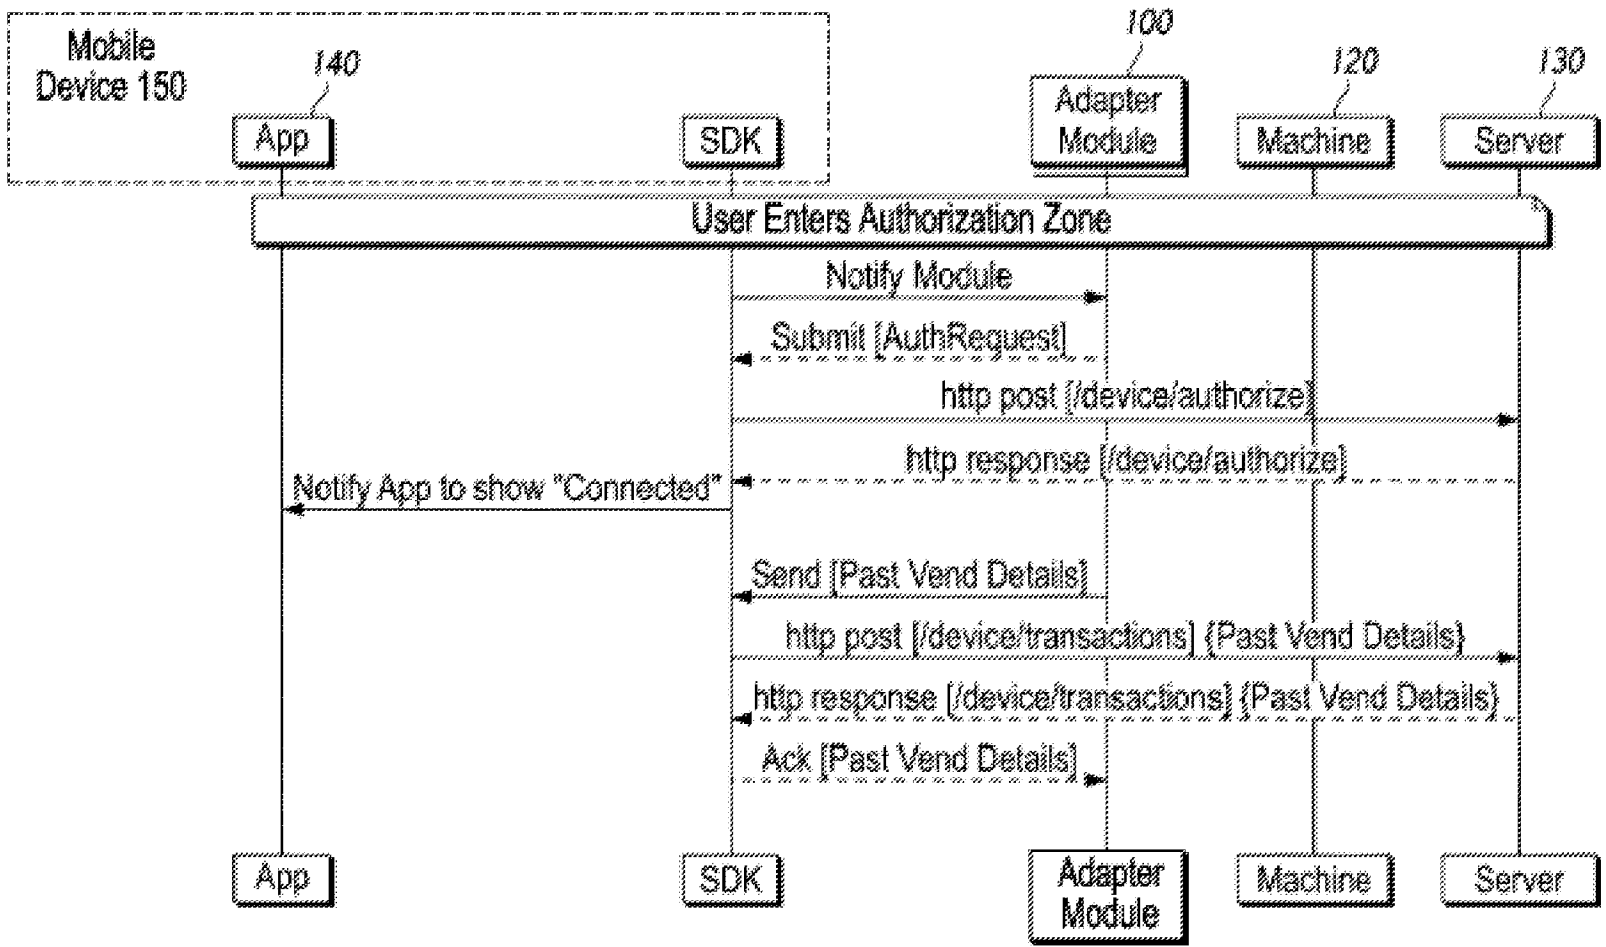 Mobile
Device 150
140
100
120
130
App
SDK
Adapter
Module
Machine
Server
User Enters Authorization Zone
Notify Module
Submit [AuthRequest]
http post [/device/authorize]
http response [/device/authorize]
Notify App to show "Connected"
Send [Past Vend Details]
http post [/device/transactions] {Past Vend Details}
http response [/device/transactions] {Past Vend Details}
Ack [Past Vend Details]
App
SDK
Adapter
Module
Machine
Server